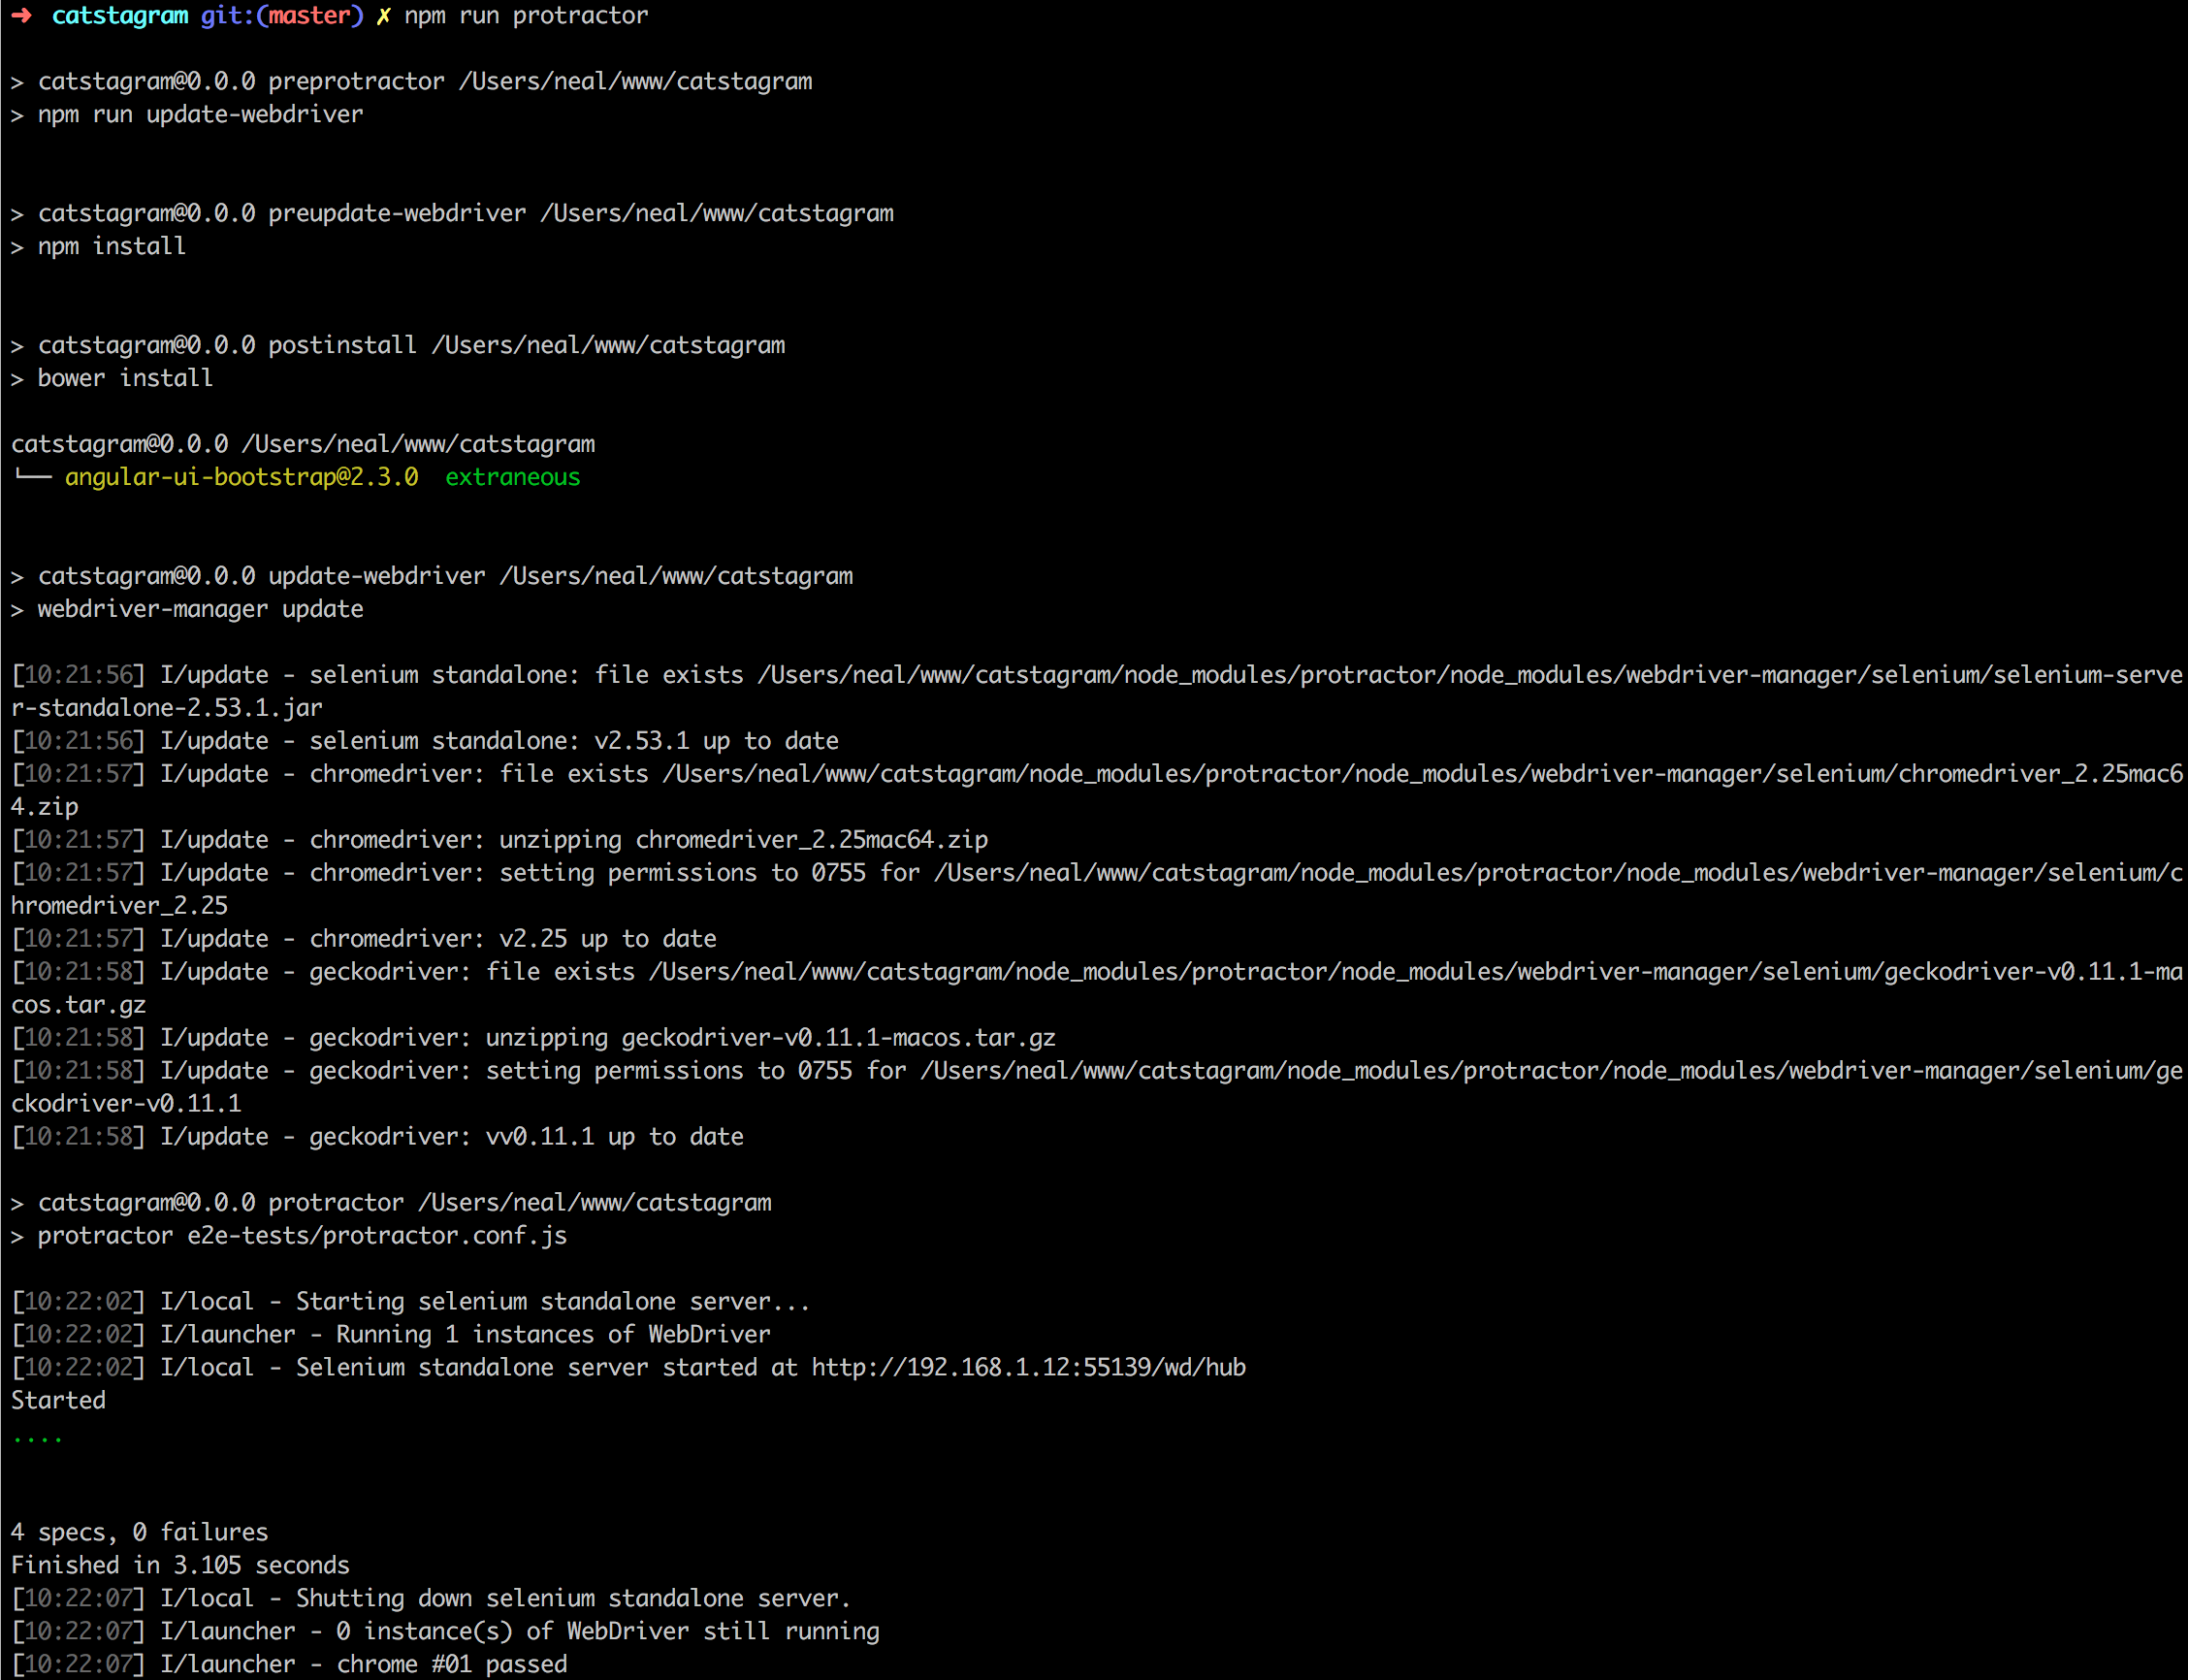 ➜ catstagram git:(master) ✗ npm run protractor
> catstagram@0.0.0 preprotractor /Users/neal/www/catstagram
> npm run update-webdriver
> catstagram@0.0.0 preupdate-webdriver /Users/neal/www/catstagram
> npm install
> catstagram@0.0.0 postinstall /Users/neal/www/catstagram
> bower install
catstagram@0.0.0 /Users/neal/www/catstagram
└── angular-ui-bootstrap@2.3.0  extraneous
> catstagram@0.0.0 update-webdriver /Users/neal/www/catstagram
> webdriver-manager update
[10:21:56] I/update - selenium standalone: file exists /Users/neal/www/catstagram/node_modules/protractor/node_modules/webdriver-manager/selenium/selenium-serve
r-standalone-2.53.1.jar
[10:21:56] I/update - selenium standalone: v2.53.1 up to date
[10:21:57] I/update - chromedriver: file exists /Users/neal/www/catstagram/node_modules/protractor/node_modules/webdriver-manager/selenium/chromedriver_2.25mac6
4.zip
[10:21:57] I/update - chromedriver: unzipping chromedriver_2.25mac64.zip
[10:21:57] I/update - chromedriver: setting permissions to 0755 for /Users/neal/www/catstagram/node_modules/protractor/node_modules/webdriver-manager/selenium/c
hromedriver_2.25
[10:21:57] I/update - chromedriver: v2.25 up to date
[10:21:58] I/update - geckodriver: file exists /Users/neal/www/catstagram/node_modules/protractor/node_modules/webdriver-manager/selenium/geckodriver-v0.11.1-ma
cos.tar.gz
[10:21:58] I/update - geckodriver: unzipping geckodriver-v0.11.1-macos.tar.gz
[10:21:58] I/update - geckodriver: setting permissions to 0755 for /Users/neal/www/catstagram/node_modules/protractor/node_modules/webdriver-manager/selenium/ge
ckodriver-v0.11.1
[10:21:58] I/update - geckodriver: vv0.11.1 up to date
> catstagram@0.0.0 protractor /Users/neal/www/catstagram
> protractor e2e-tests/protractor.conf.js
[10:22:02] I/local - Starting selenium standalone server...
[10:22:02] I/launcher - Running 1 instances of WebDriver
[10:22:02] I/local - Selenium standalone server started at http://192.168.1.12:55139/wd/hub
Started
....
4 specs, 0 failures
Finished in 3.105 seconds
[10:22:07] I/local - Shutting down selenium standalone server.
[10:22:07] I/launcher - 0 instance(s) of WebDriver still running
[10:22:07] I/launcher - chrome #01 passed